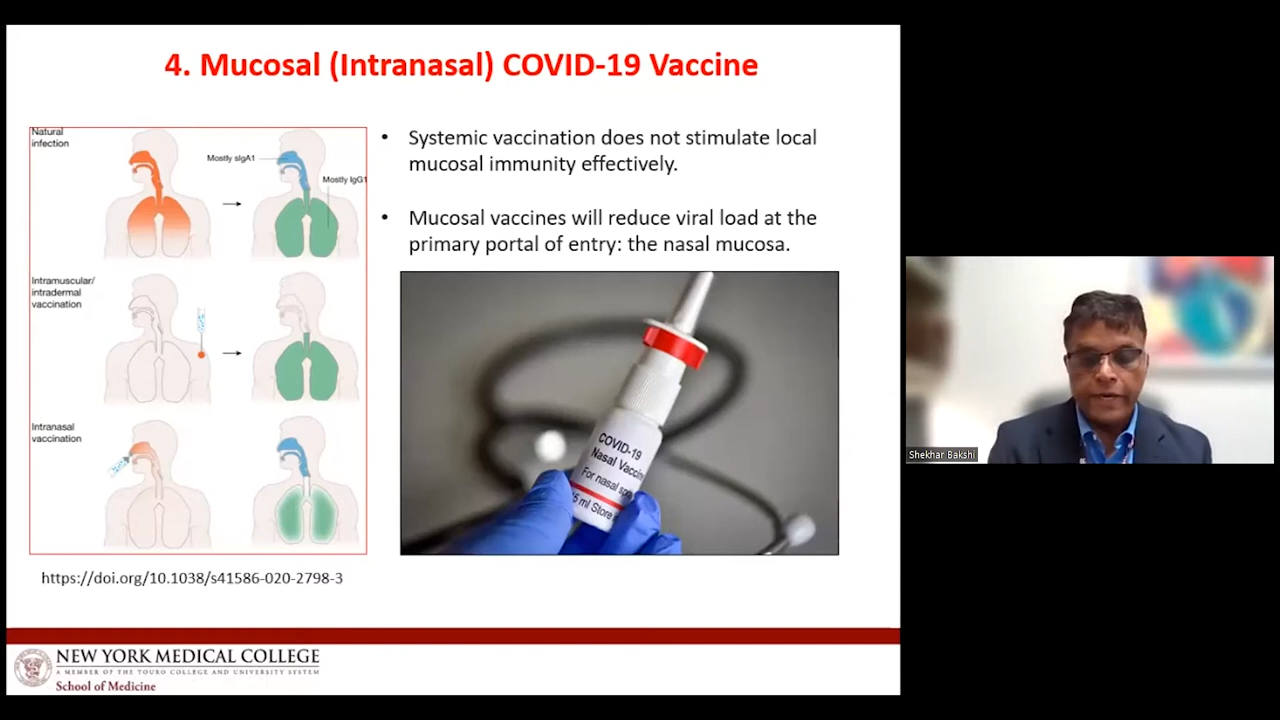 4. Mucosal (Intranasal) COVID-19 Vaccine
Natural
infection
Mostly sIgA1
Mostly IgG1
Intramuscular/
intradermal
vaccination
Intranasal
vaccination
https://doi.org/10.1038/s41586-020-2798-3
• Systemic vaccination does not stimulate local
mucosal immunity effectively.
• Mucosal vaccines will reduce viral load at the
primary portal of entry: the nasal mucosa.
COVID-19
Nasal Vaccin
For nasal
5 ml Store
Shekhar Bakshi
NEW YORK MEDICAL COLLEGE
A MEMBER OF THE TOURO COLLEGE AND UNIVERSITY SYSTEM
School of Medicine